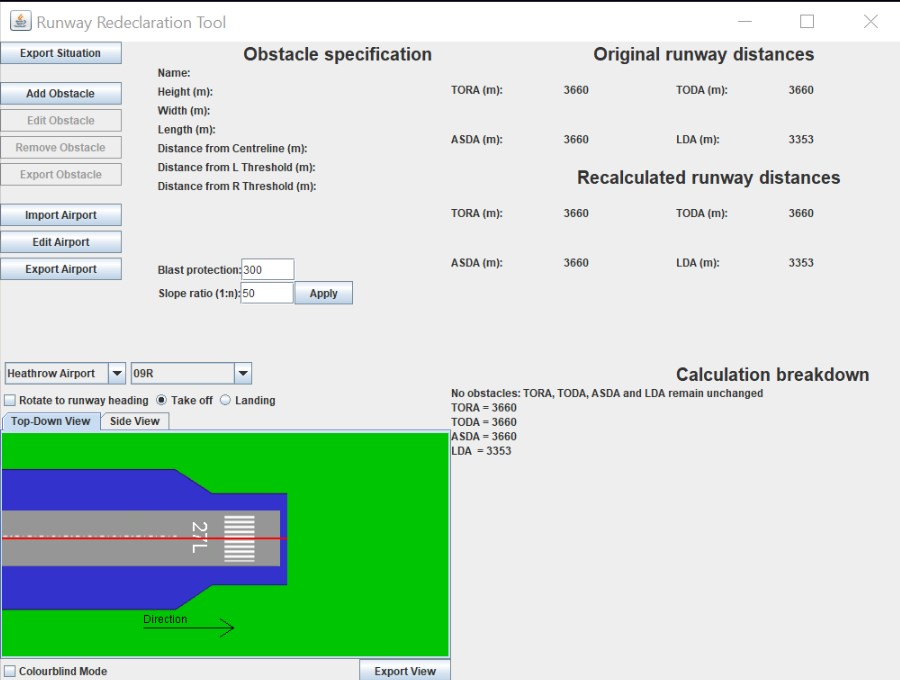 Runway Redeclaration Tool
Export Situation
Add Obstacle
Edit Obstacle
Remove Obstacle
Export Obstacle
Import Airport
Edit Airport
Export Airport
Obstacle specification
Name:
Height (m):
Width (m):
Length (m):
Distance from Centreline (m):
Distance from L Threshold (m):
Distance from R Threshold (m):
Blast protection: 300
Slope ratio (1:n): 50 Apply
Original runway distances
TORA (m): 3660 TODA (m): 3660
ASDA (m): 3660 LDA (m): 3353
Recalculated runway distances
TORA (m): 3660 TODA (m): 3660
ASDA (m): 3660 LDA (m): 3353
Heathrow Airport 09R
Rotate to runway heading Take off Landing
Top-Down View Side View
27L
Direction
Colourblind Mode Export View
Calculation breakdown
No obstacles: TORA, TODA, ASDA and LDA remain unchanged
TORA = 3660
TODA = 3660
ASDA = 3660
LDA = 3353